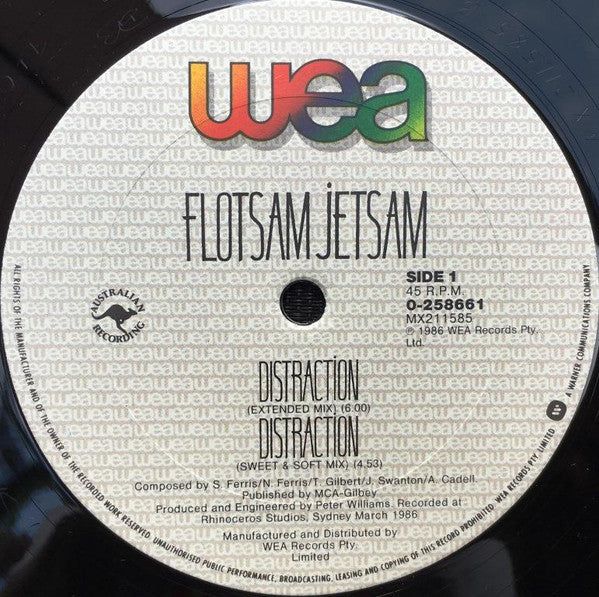 wea
FLOTSAM JETSAM
SIDE 1
45 R.P.M.
0-258661
MX211585
℗ 1986 WEA Records Pty.
Ltd.
AUSTRALIAN
RECORDING
DISTRACTION
(EXTENDED MIX) (6.00)
DISTRACTION
(SWEET & SOFT MIX) (4.53)
Composed by S. Ferris/N. Ferris/T. Gilbert/J. Swanton/A. Cadell.
Published by MCA-Gilbey
Produced and Engineered by Peter Williams. Recorded at
Rhinoceros Studios, Sydney March 1986
Manufactured and Distributed by
WEA Records Pty.
Limited
ALL RIGHTS OF THE MANUFACTURER AND OF THE OWNER OF THE RECORDED WORK RESERVED. UNAUTHORISED PUBLIC PERFORMANCE, BROADCASTING, LEASING AND COPYING OF THIS RECORD PROHIBITED. WEA RECORDS PTY. LIMITED
A WARNER COMMUNICATIONS COMPANY